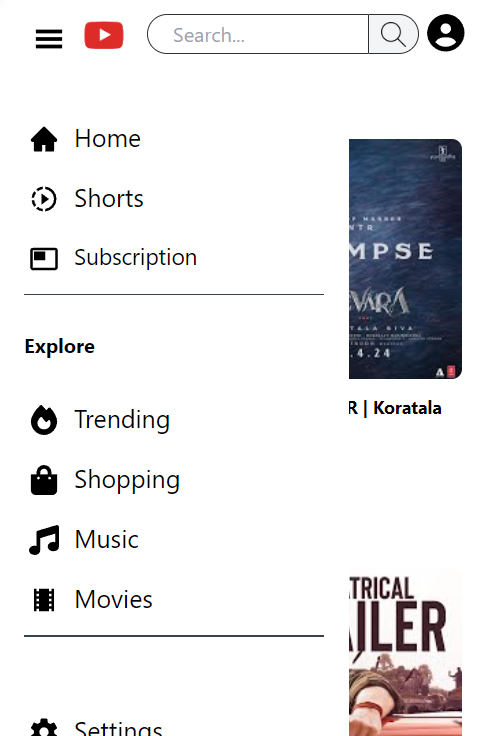 Search...
Home
Shorts
Subscription
Explore
Trending
Shopping
Music
Movies
Settings
NTR
MPSE
VARA
TALA SIVA
.4.24
R | Koratala
TRICAL
AILER